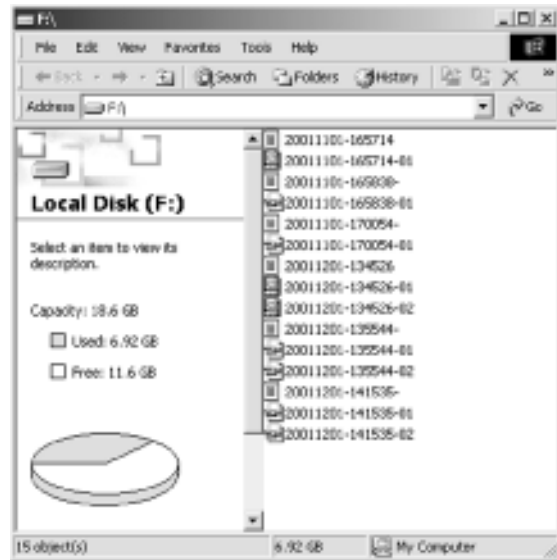 F:\
File Edit View Favorites Tools Help
Back Search Folders History
Address F:\ Go
Local Disk (F:)
Select an item to view its
description.
Capacity: 18.6 GB
Used: 6.92 GB
Free: 11.6 GB
20011101-165714
20011101-165714-01
20011101-165838-
20011101-165838-01
20011101-170054-
20011101-170054-01
20011201-134526
20011201-134526-01
20011201-134526-02
20011201-135544-
20011201-135544-01
20011201-135544-02
20011201-141535-
20011201-141535-01
20011201-141535-02
15 object(s) 6.92 GB My Computer